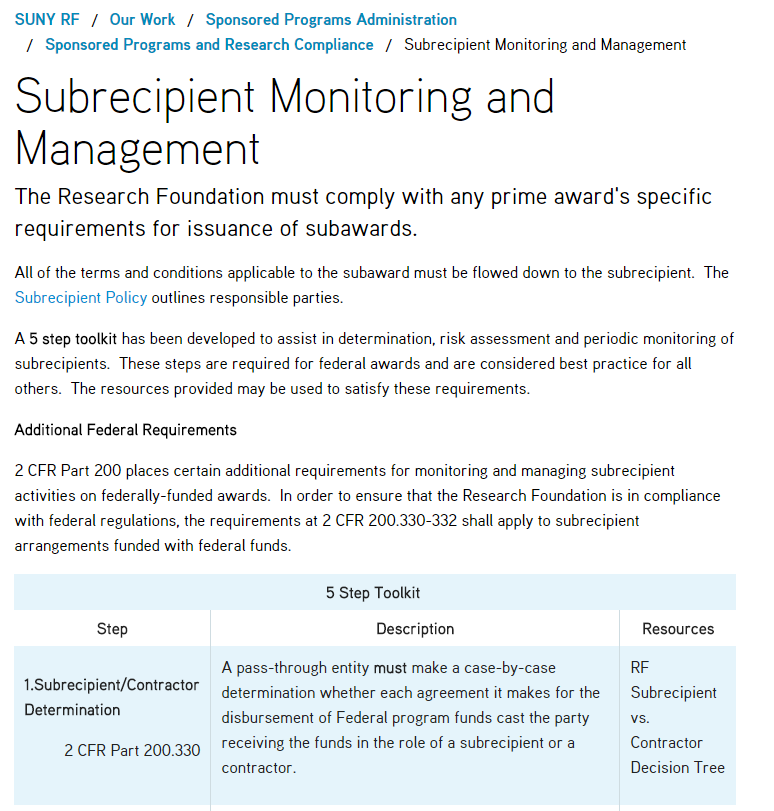 SUNY RF / Our Work / Sponsored Programs Administration
/ Sponsored Programs and Research Compliance / Subrecipient Monitoring and Management
Subrecipient Monitoring and
Management
The Research Foundation must comply with any prime award's specific
requirements for issuance of subawards.
All of the terms and conditions applicable to the subaward must be flowed down to the subrecipient. The
Subrecipient Policy outlines responsible parties.
A 5 step toolkit has been developed to assist in determination, risk assessment and periodic monitoring of
subrecipients. These steps are required for federal awards and are considered best practice for all
others. The resources provided may be used to satisfy these requirements.
Additional Federal Requirements
2 CFR Part 200 places certain additional requirements for monitoring and managing subrecipient
activities on federally-funded awards. In order to ensure that the Research Foundation is in compliance
with federal regulations, the requirements at 2 CFR 200.330-332 shall apply to subrecipient
arrangements funded with federal funds.
5 Step Toolkit
Step Description Resources
1.Subrecipient/Contractor
Determination
2 CFR Part 200.330
A pass-through entity must make a case-by-case
determination whether each agreement it makes for the
disbursement of Federal program funds cast the party
receiving the funds in the role of a subrecipient or a
contractor.
RF
Subrecipient
vs.
Contractor
Decision Tree